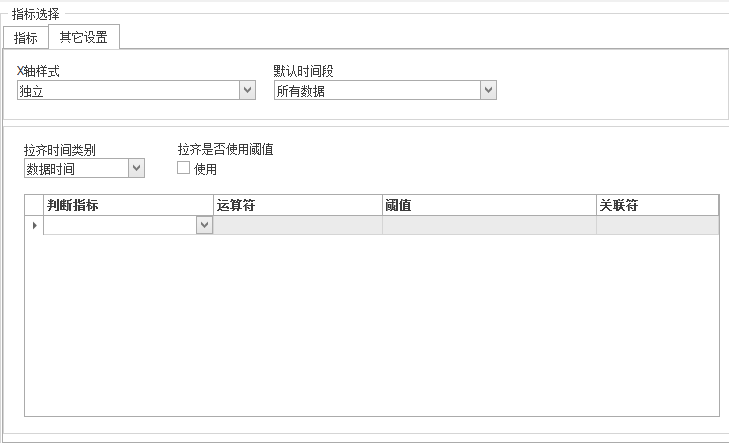 指标选择
指标 其它设置
X轴样式 默认时间段
独立 所有数据
拉齐时间类别 拉齐是否使用阈值
数据时间 使用
判断指标 运算符 阈值 关联符